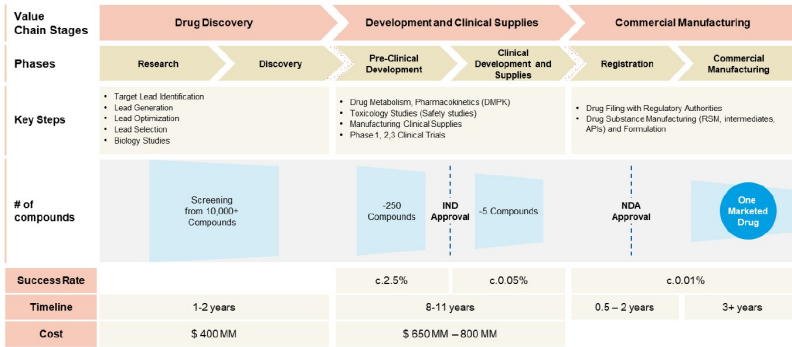 Value
Chain Stages
Drug Discovery
Development and Clinical Supplies
Commercial Manufacturing
Phases
Research
Discovery
Pre-Clinical
Development
Clinical
Development and
Supplies
Registration
Commercial
Manufacturing
Key Steps
• Target Lead Identification
• Lead Generation
• Lead Optimization
• Lead Selection
• Biology Studies
• Drug Metabolism, Pharmacokinetics (DMPK)
• Toxicology Studies (Safety studies)
• Manufacturing Clinical Supplies
• Phase 1, 2,3 Clinical Trials
• Drug Filing with Regulatory Authorities
• Drug Substance Manufacturing (RSM, intermediates,
APIs) and Formulation
# of
compounds
Screening
from 10,000+
Compounds
-250
Compounds
IND
Approval
-5 Compounds
NDA
Approval
One
Marketed
Drug
Success Rate
c.2.5%
c.0.05%
c.0.01%
Timeline
1-2 years
8-11 years
0.5 – 2 years
3+ years
Cost
$ 400 MM
$ 650 MM – 800 MM